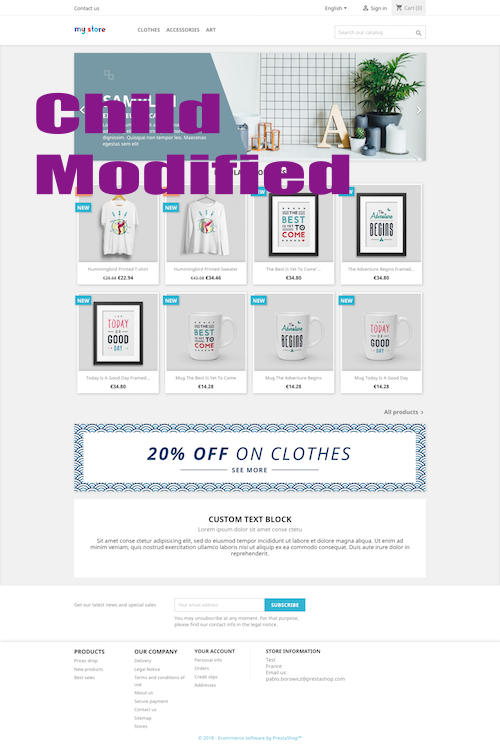 Contact us
English
Sign in
Cart (0)
my store
CLOTHES ACCESSORIES ART
Search our catalog
Child
Modified
dignissim. Quisque non tempor leo. Maecenas
egestas sem elit
A
NEW
NEW
NEW
NEW
THE
BEST
IS YET
TO
COME
The
Adventure
BEGINS
Hummingbird Printed T-shirt
€22.94
Hummingbird Printed Sweater
€34.46
The Best Is Yet To Come'...
€34.80
The Adventure Begins Framed...
€34.80
NEW
NEW
NEW
NEW
TODAY
IS A
GOOD
DAY
THE
BEST
IS YET
TO
COME
The
Adventure
BEGINS
TODAY
IS A
GOOD
DAY
Today Is A Good Day Framed...
€34.80
Mug The Best Is Yet To Come
€14.28
Mug The Adventure Begins
€14.28
Mug Today Is A Good Day
€14.28
All products
20% OFF ON CLOTHES
SEE MORE
CUSTOM TEXT BLOCK
Lorem ipsum dolor sit amet conse ctetu
Sit amet conse ctetur adipisicing elit, sed do eiusmod tempor incididunt ut labore et dolore magna aliqua. Ut enim ad
minim veniam, quis nostrud exercitation ullamco laboris nisi ut aliquip ex ea commodo consequat. Duis aute irure dolor in
reprehenderit.
Get our latest news and special sales
Your email address
SUBSCRIBE
You may unsubscribe at any moment. For that purpose,
please find our contact info in the legal notice.
PRODUCTS
Prices drop
New products
Best sales
OUR COMPANY
Delivery
Legal Notice
Terms and conditions of
use
About us
Secure payment
Contact us
Sitemap
Stores
YOUR ACCOUNT
Personal info
Orders
Credit slips
Addresses
STORE INFORMATION
Test
France
Email us:
pablo.borowicz@prestashop.com
© 2018 - Ecommerce software by PrestaShop™